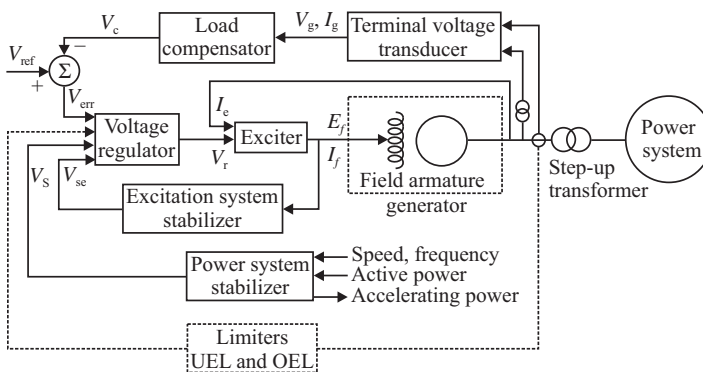 V_c
Load
compensator
V_g, I_g
Terminal voltage
transducer
V_ref
−
+
Σ
V_err
Voltage
regulator
I_e
V_r
Exciter
E_f
I_f
Field armature
generator
Step-up
transformer
Power
system
V_S
V_se
Excitation system
stabilizer
Power system
stabilizer
Speed, frequency
Active power
Accelerating power
Limiters
UEL and OEL